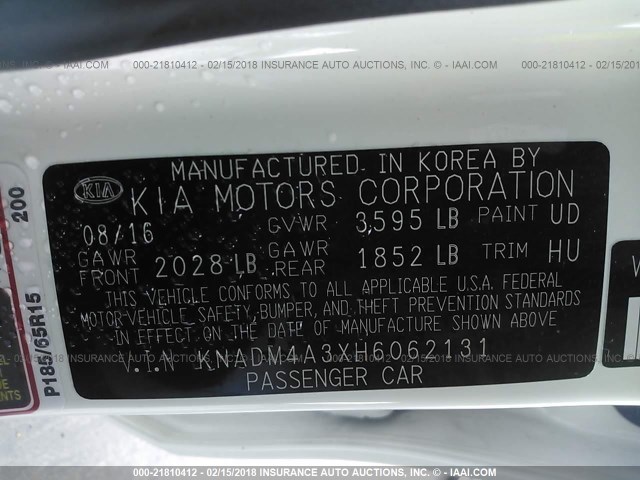 000-21810412 - 02/15/2018 INSURANCE AUTO AUCTIONS, INC. © - IAAI.COM
MANUFACTURED IN KOREA BY
KIA
KIA MOTORS CORPORATION
08/16 GVWR 3,595 LB PAINT UD
GAWR FRONT 2028 LB GAWR REAR 1852 LB TRIM HU
THIS VEHICLE CONFORMS TO ALL APPLICABLE U.S.A. FEDERAL
MOTOR-VEHICLE, SAFETY, BUMPER, AND THEFT PREVENTION STANDARDS
IN EFFECT ON THE DATE OF MANUFACTURE SHOWN ABOVE.
V.I.N KNADM4A3XH6062131
PASSENGER CAR
200
P185/65R15
000-21810412 - 02/15/2018 INSURANCE AUTO AUCTIONS, INC. © - IAAI.COM